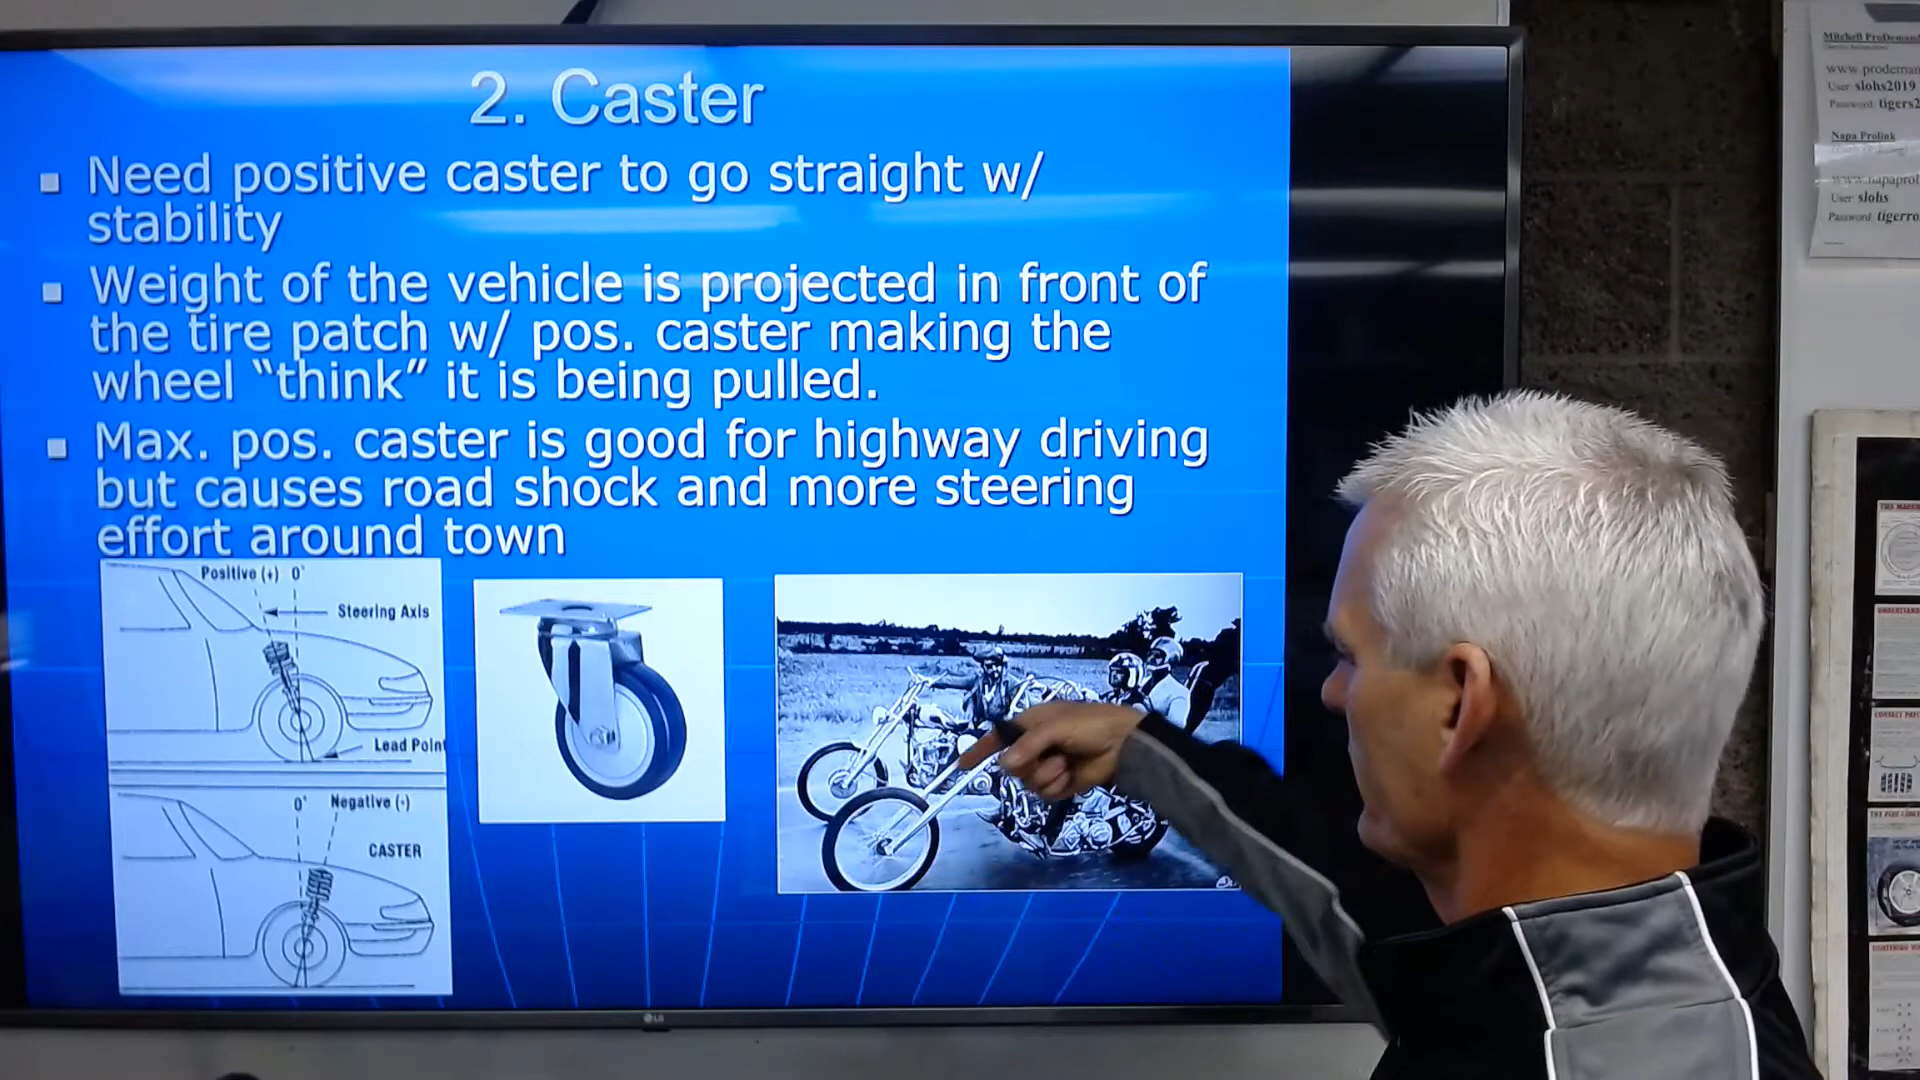 2. Caster
Need positive caster to go straight w/
stability
Weight of the vehicle is projected in front of
the tire patch w/ pos. caster making the
wheel “think” it is being pulled.
Max. pos. caster is good for highway driving
but causes road shock and more steering
effort around town
Positive (+) 0°
Steering Axis
Lead Poin
0° Negative (-)
CASTER
LG
Mitchell ProDemand
www.prodeman
User: slohs2019
Password: tigers2
Napa Prolink
www.napaprol
User: slohs
Password: tigerro
CONTACT PATC